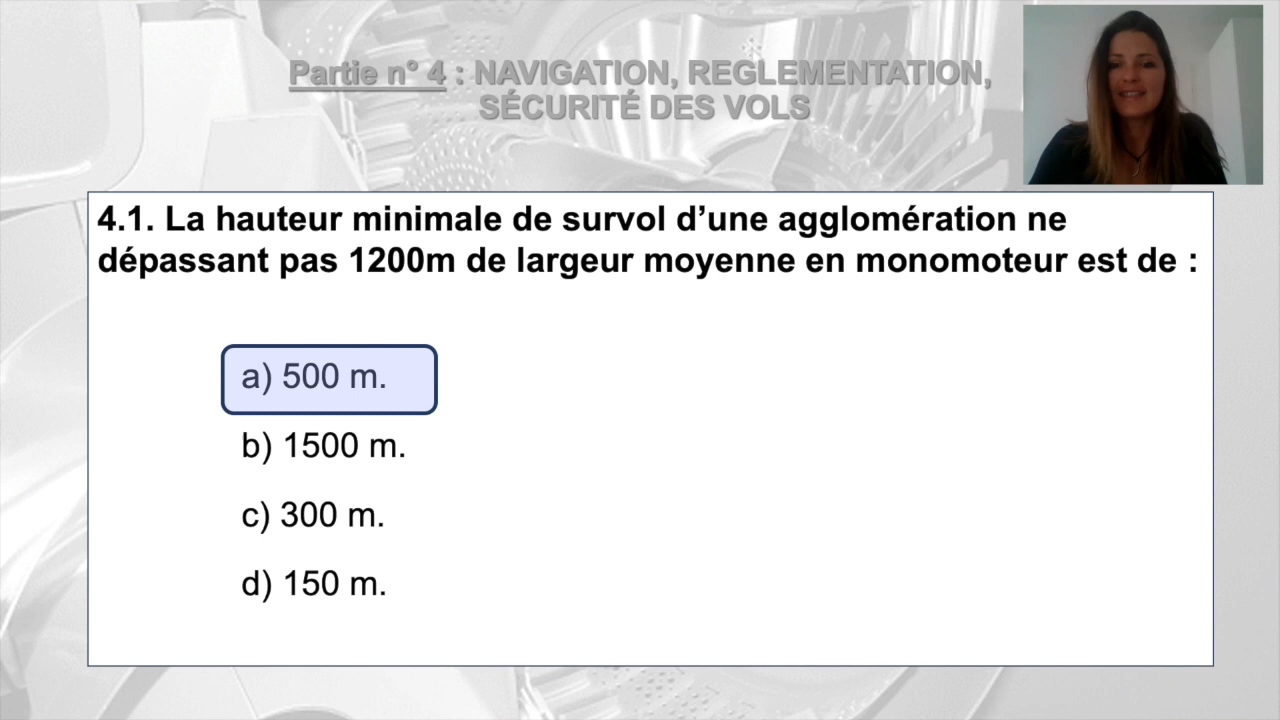 Partie n° 4 : NAVIGATION, REGLEMENTATION,
SÉCURITÉ DES VOLS
4.1. La hauteur minimale de survol d’une agglomération ne
dépassant pas 1200m de largeur moyenne en monomoteur est de :
a) 500 m.
b) 1500 m.
c) 300 m.
d) 150 m.